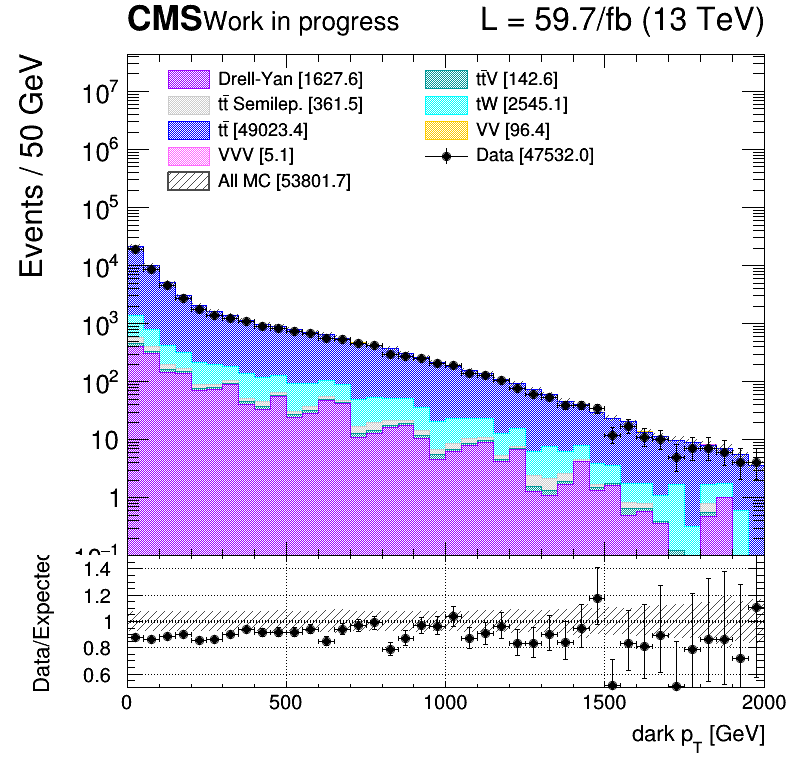 CMS Work in progress L = 59.7/fb (13 TeV)
Events / 50 GeV
Drell-Yan [1627.6]
tt̄ Semilep. [361.5]
tt̄ [49023.4]
VVV [5.1]
All MC [53801.7]
tt̄V [142.6]
tW [2545.1]
VV [96.4]
Data [47532.0]
10⁷
10⁶
10⁵
10⁴
10³
10²
10
1
10⁻¹
Data/Expected
1.4
1.2
1
0.8
0.6
0 500 1000 1500 2000
dark p_T [GeV]